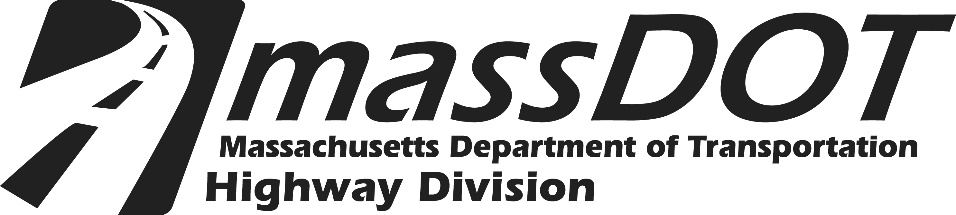 massDOT
Massachusetts Department of Transportation
Highway Division